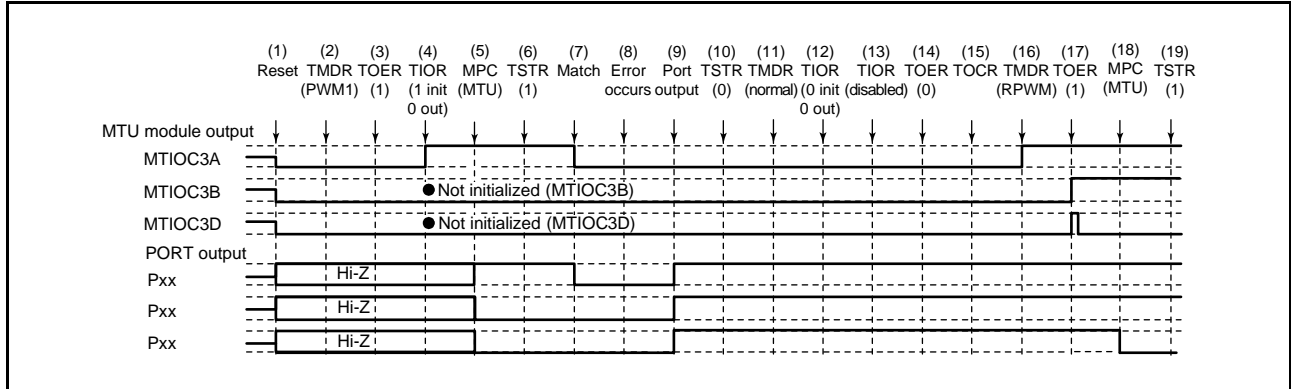 (1) (2) (3) (4) (5) (6) (7) (8) (9) (10) (11) (12) (13) (14) (15) (16) (17) (18) (19)
Reset TMDR TOER TIOR MPC TSTR Match Error Port TSTR TMDR TIOR TIOR TOER TOCR TMDR TOER MPC TSTR
(PWM1) (1) (1 init (MTU) (1) occurs output (0) (normal) (0 init (disabled) (0) (RPWM) (1) (MTU) (1)
0 out) 0 out)
MTU module output
MTIOC3A
MTIOC3B ●Not initialized (MTIOC3B)
MTIOC3D ●Not initialized (MTIOC3D)
PORT output
Pxx Hi-Z
Pxx Hi-Z
Pxx Hi-Z